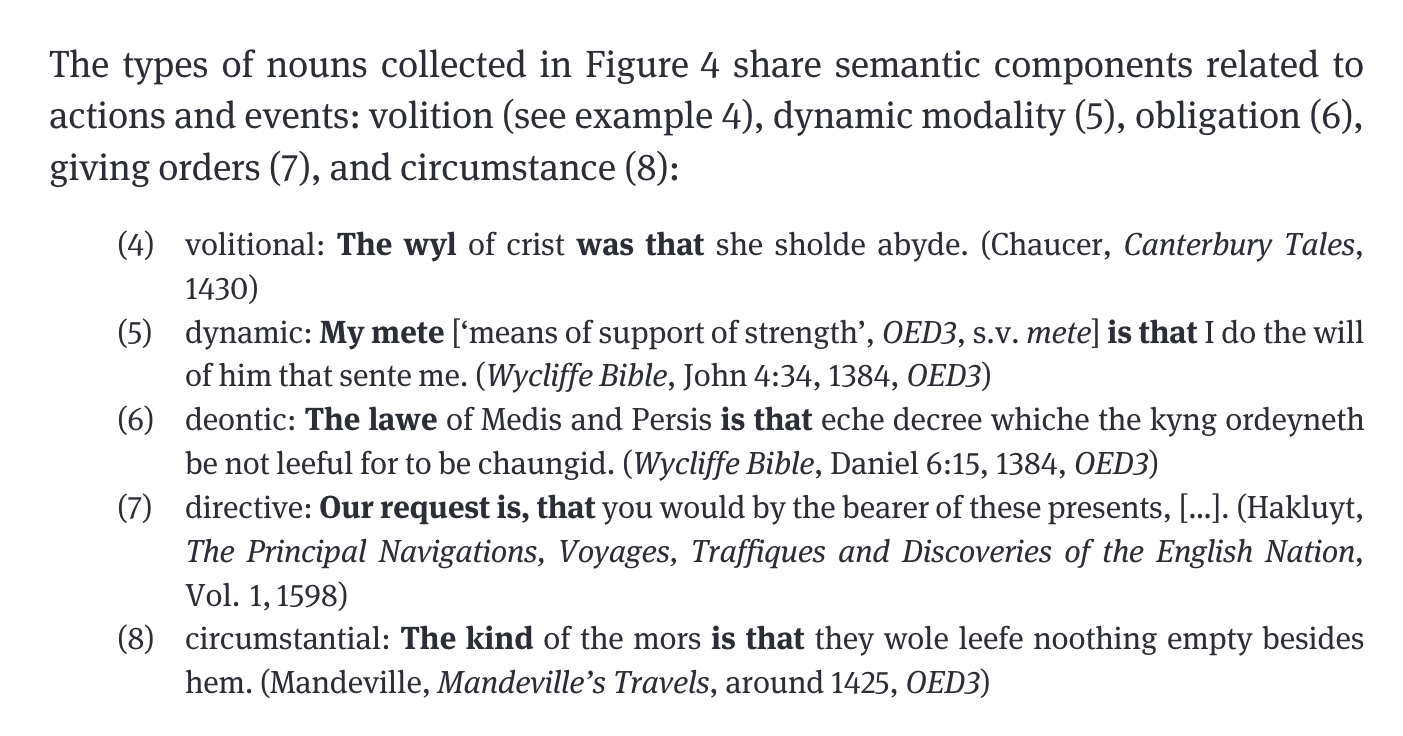 The types of nouns collected in Figure 4 share semantic components related to
actions and events: volition (see example 4), dynamic modality (5), obligation (6),
giving orders (7), and circumstance (8):
(4) volitional: The wyl of crist was that she sholde abyde. (Chaucer, Canterbury Tales,
1430)
(5) dynamic: My mete [‘means of support of strength’, OED3, s.v. mete] is that I do the will
of him that sente me. (Wycliffe Bible, John 4:34, 1384, OED3)
(6) deontic: The lawe of Medis and Persis is that eche decree whiche the kyng ordeyneth
be not leeful for to be chaungid. (Wycliffe Bible, Daniel 6:15, 1384, OED3)
(7) directive: Our request is, that you would by the bearer of these presents, [...]. (Hakluyt,
The Principal Navigations, Voyages, Traffiques and Discoveries of the English Nation,
Vol. 1, 1598)
(8) circumstantial: The kind of the mors is that they wole leefe noothing empty besides
hem. (Mandeville, Mandeville’s Travels, around 1425, OED3)